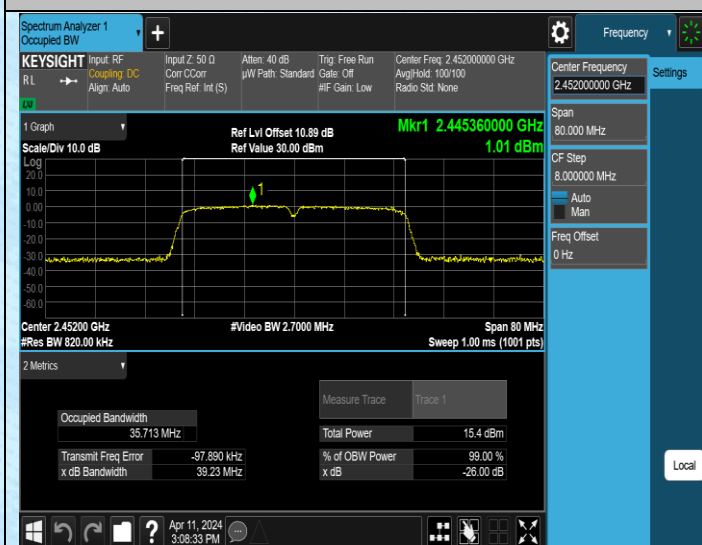 Spectrum Analyzer 1
Occupied BW
+
Frequency
KEYSIGHT
RL
Input: RF
Coupling: DC
Align: Auto
Input Z: 50 Ω
Corr CCorr
Freq Ref: Int (S)
Atten: 40 dB
µW Path: Standard
Trig: Free Run
Gate: Off
#IF Gain: Low
Center Freq: 2.452000000 GHz
Avg|Hold: 100/100
Radio Std: None
Center Frequency
2.452000000 GHz
Settings
Span
80.000 MHz
CF Step
8.000000 MHz
Auto
Man
Freq Offset
0 Hz
Local
1 Graph
Scale/Div 10.0 dB
Ref Lvl Offset 10.89 dB
Ref Value 30.00 dBm
Mkr1 2.445360000 GHz
1.01 dBm
Log
20.0
10.0
0.00
-10.0
-20.0
-30.0
-40.0
-50.0
-60.0
1
Center 2.45200 GHz
#Video BW 2.7000 MHz
Span 80 MHz
#Res BW 820.00 kHz
Sweep 1.00 ms (1001 pts)
2 Metrics
Measure Trace
Trace 1
Occupied Bandwidth
35.713 MHz
Total Power
15.4 dBm
Transmit Freq Error
-97.890 kHz
% of OBW Power
99.00 %
x dB Bandwidth
39.23 MHz
x dB
-26.00 dB
?
Apr 11, 2024
3:08:33 PM